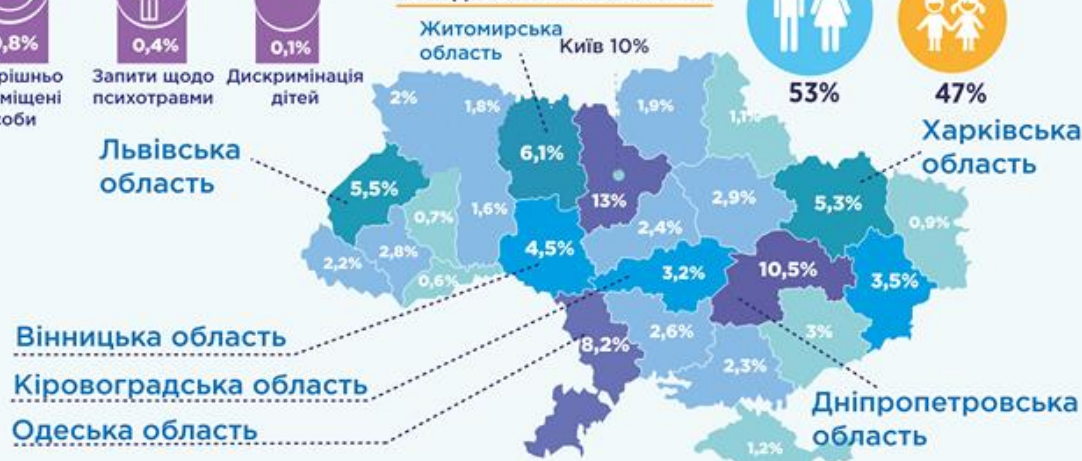 0,8%
0,4%
0,1%
Запити щодо
психотравми
Дискримінація
дітей
Житомирська
область
Київ 10%
53%
47%
Львівська
область
Харківська
область
2%
1,8%
6,1%
1,9%
1,1%
5,5%
0,7%
1,6%
13%
2,9%
5,3%
0,9%
2,2%
2,8%
0,6%
4,5%
2,4%
3,2%
10,5%
3,5%
Вінницька область
Кіровоградська область
Одеська область
8,2%
2,6%
2,3%
3%
Дніпропетровська
область
1,2%